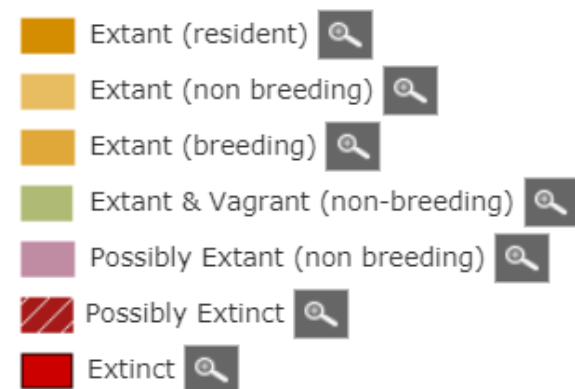 Extant (resident)
Extant (non breeding)
Extant (breeding)
Extant & Vagrant (non-breeding)
Possibly Extant (non breeding)
Possibly Extinct
Extinct